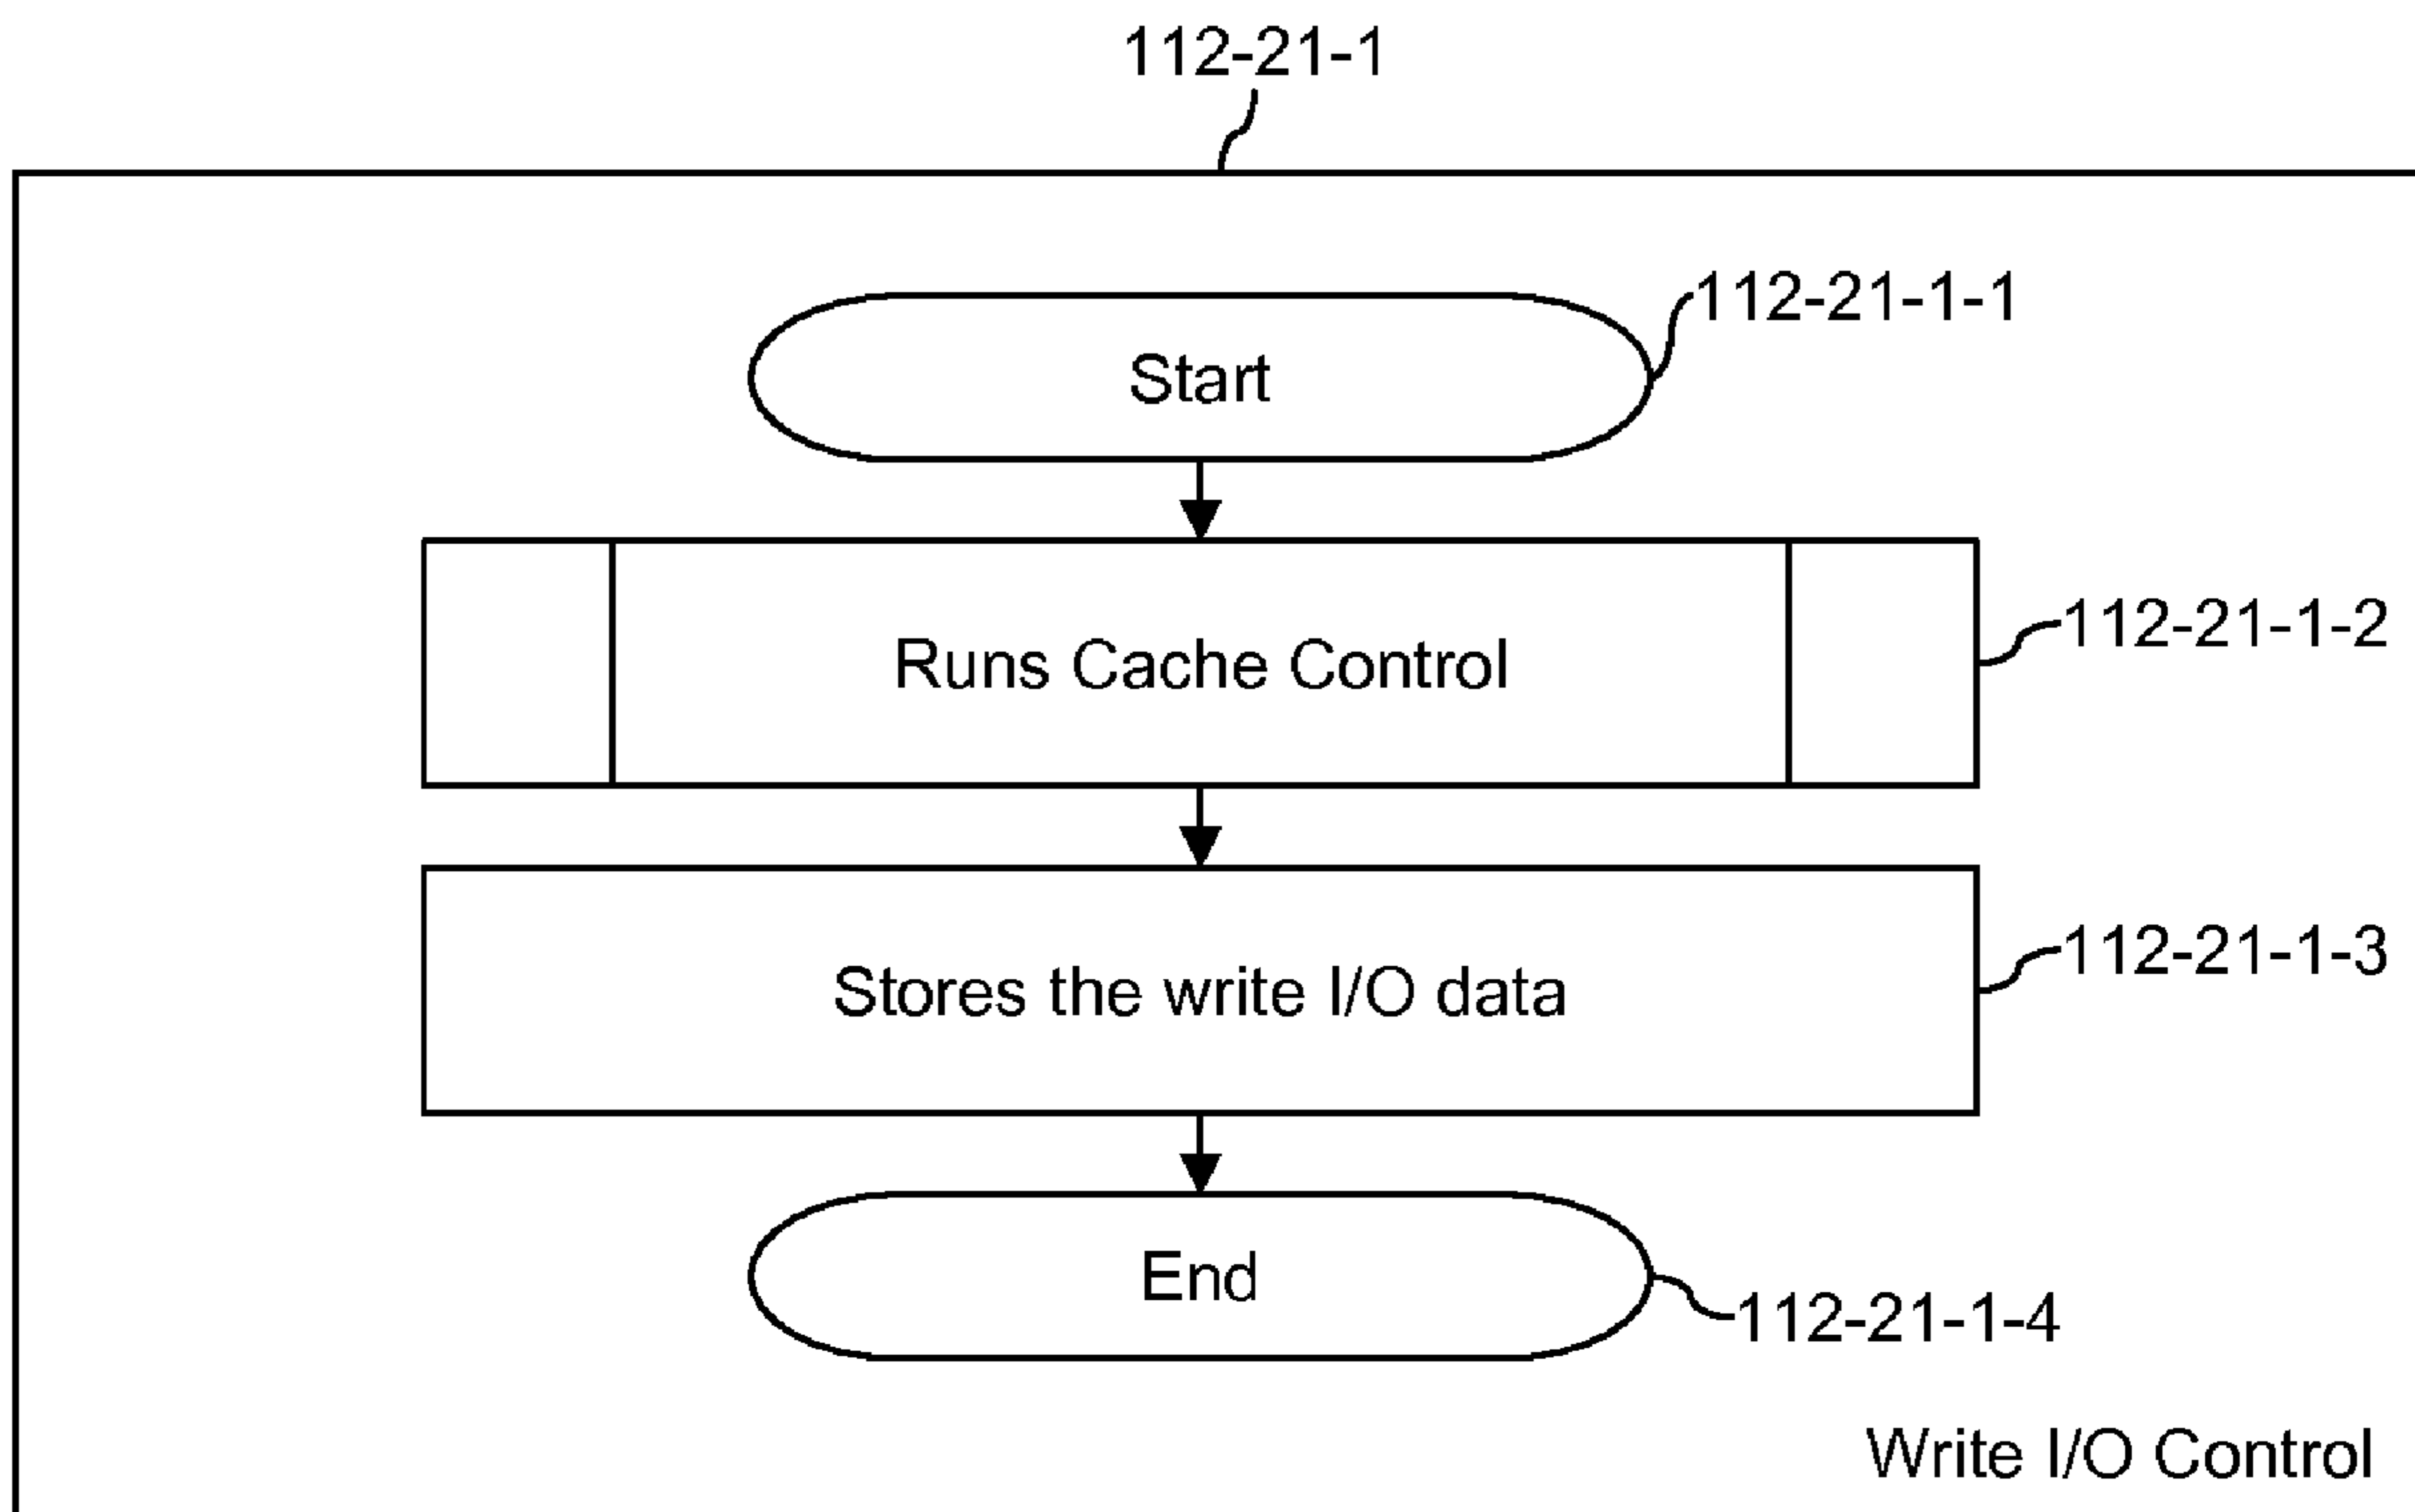 112-21-1
112-21-1-1
Start
112-21-1-2
Runs Cache Control
112-21-1-3
Stores the write I/O data
End
112-21-1-4
Write I/O Control